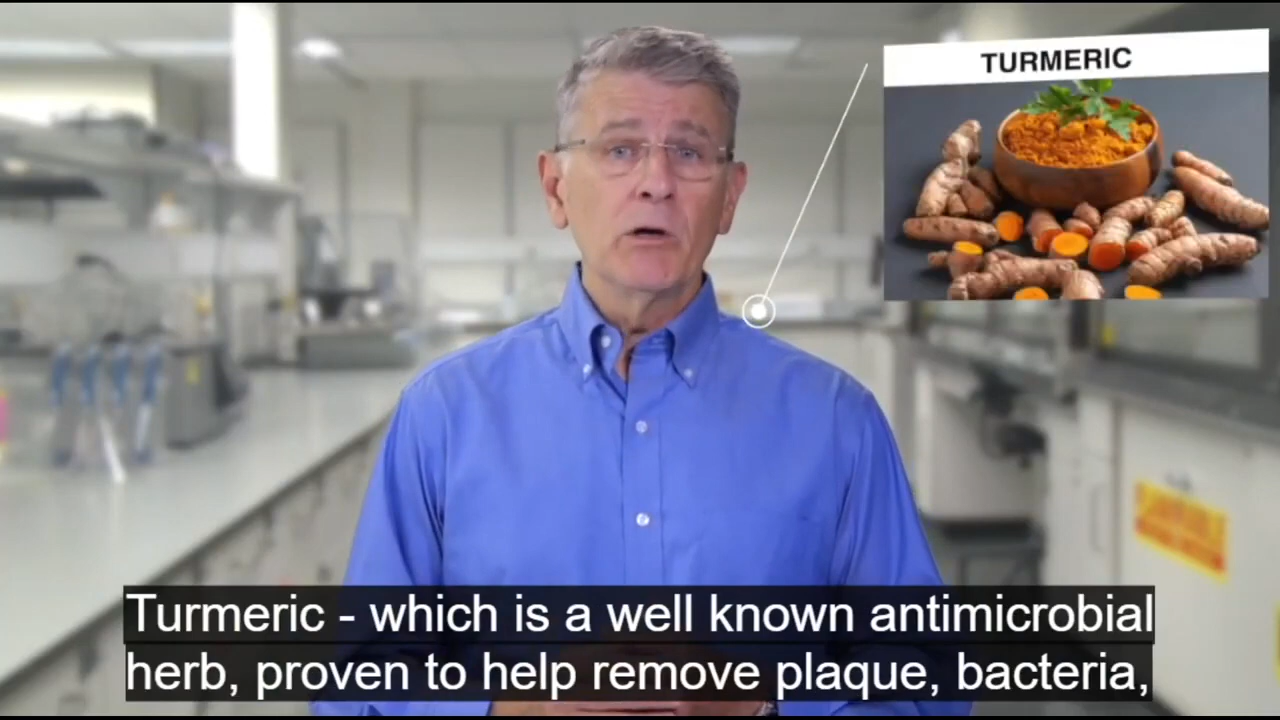 TURMERIC
Turmeric - which is a well known antimicrobial
herb, proven to help remove plaque, bacteria,